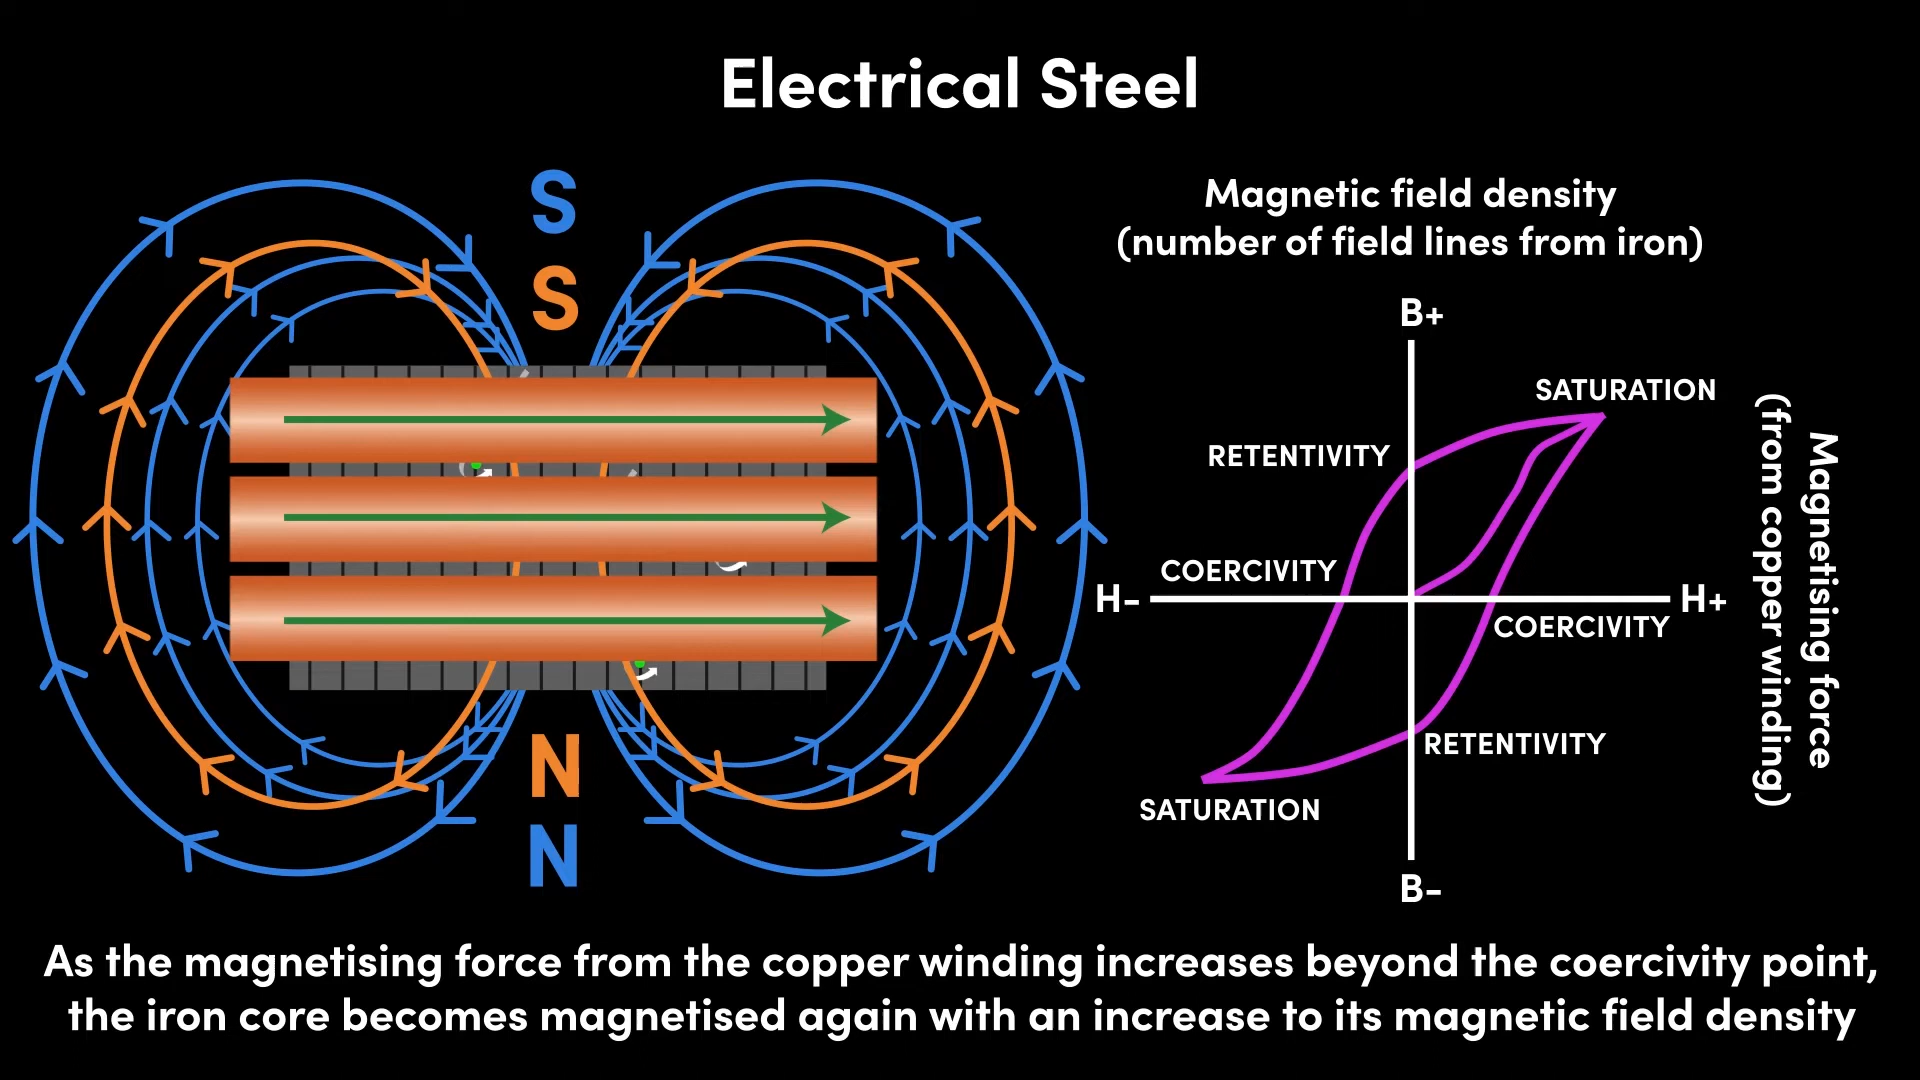 Electrical Steel
S
S
N
N
Magnetic field density
(number of field lines from iron)
B+
SATURATION
RETENTIVITY
COERCIVITY
H-
H+
COERCIVITY
RETENTIVITY
SATURATION
B-
Magnetising force
(from copper winding)
As the magnetising force from the copper winding increases beyond the coercivity point,
the iron core becomes magnetised again with an increase to its magnetic field density